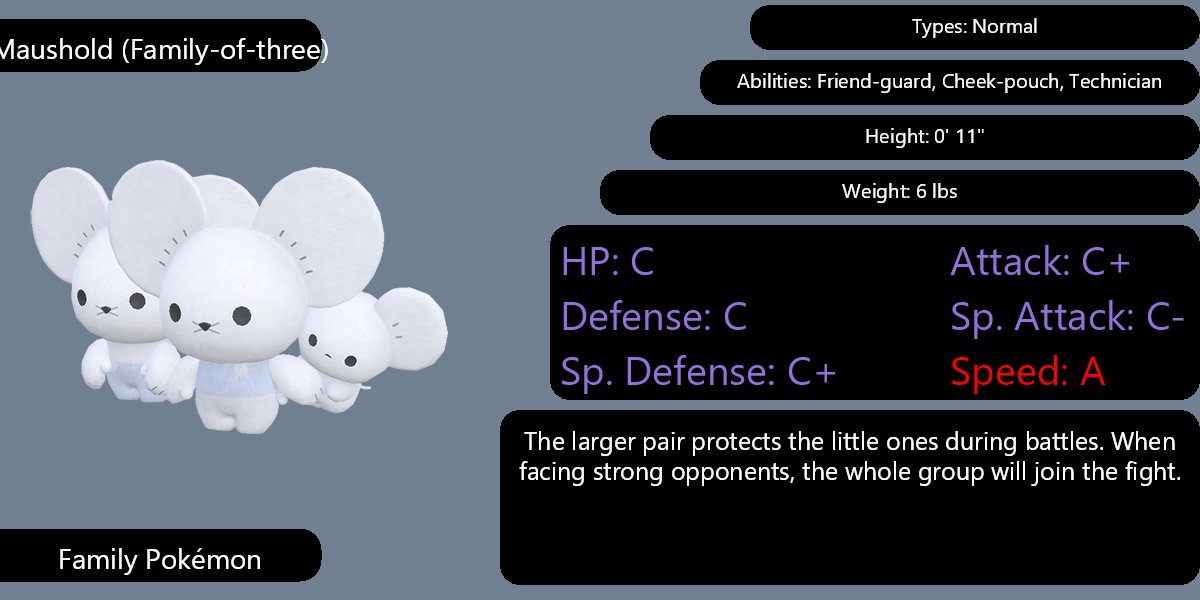 Maushold (Family-of-three)
Types: Normal
Abilities: Friend-guard, Cheek-pouch, Technician
Height: 0' 11"
Weight: 6 lbs
HP: C
Attack: C+
Defense: C
Sp. Attack: C-
Sp. Defense: C+
Speed: A
The larger pair protects the little ones during battles. When
facing strong opponents, the whole group will join the fight.
Family Pokémon